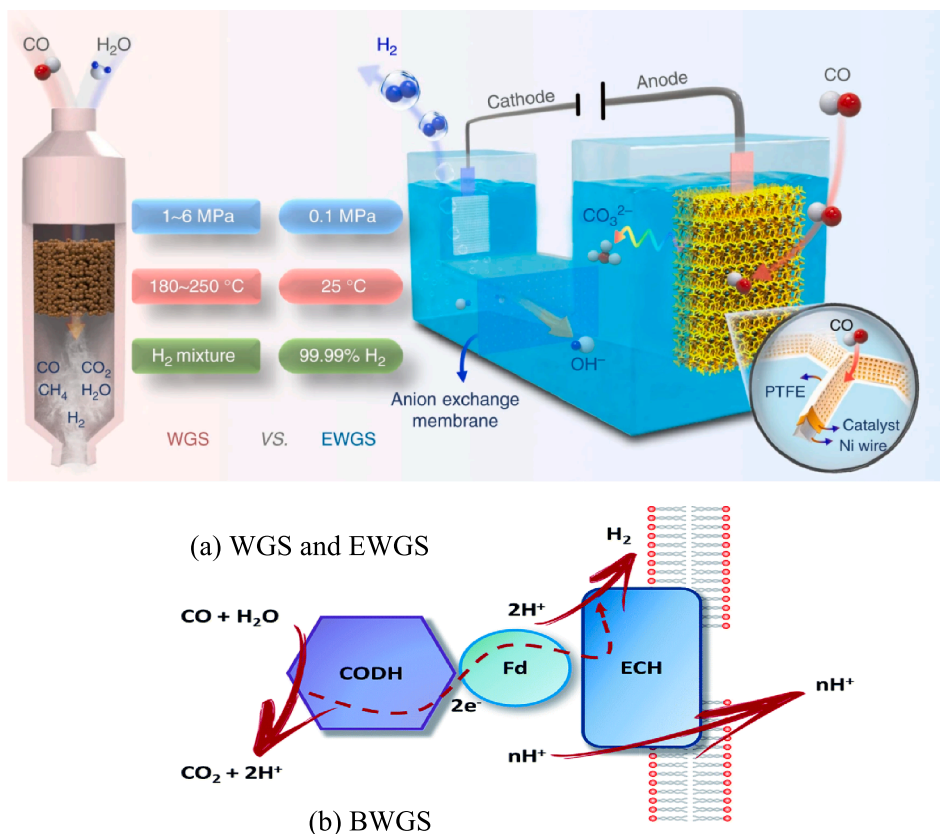 CO
H₂O
H₂
Cathode
Anode
CO
1~6 MPa
0.1 MPa
CO₃²⁻
180~250 °C
25 °C
H₂ mixture
99.99% H₂
OH⁻
CO
CO
CO₂
CH₄
H₂O
H₂
PTFE
Anion exchange
membrane
Catalyst
Ni wire
WGS
VS.
EWGS
(a) WGS and EWGS
H₂
CO + H₂O
2H⁺
CODH
Fd
ECH
2e⁻
nH⁺
nH⁺
CO₂ + 2H⁺
(b) BWGS